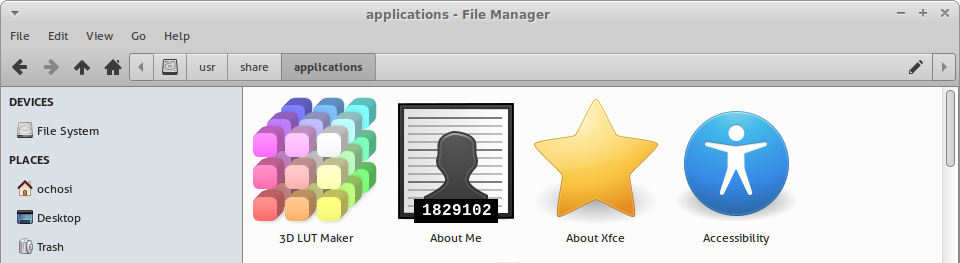 applications - File Manager
File Edit View Go Help
usr share applications
DEVICES
File System
PLACES
ochosi
Desktop
Trash
1829102
3D LUT Maker About Me About Xfce Accessibility